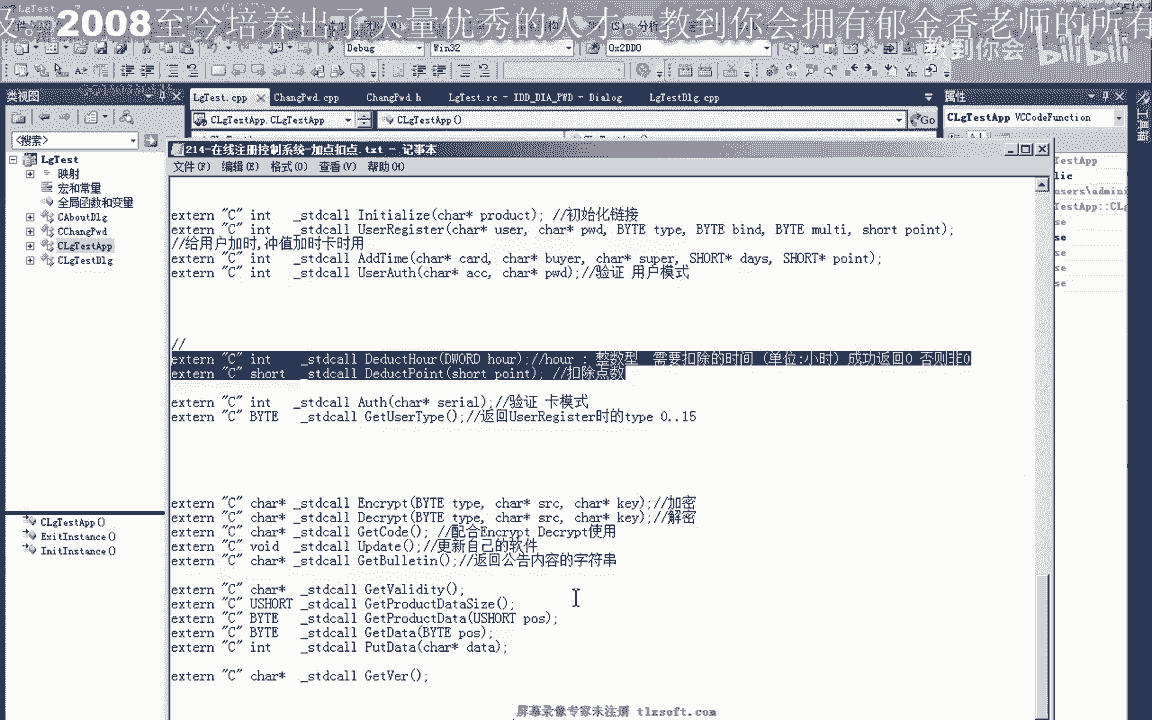 及。2008至今培养出了大量优秀的人才。教到你会拥有郁金香老师的所有
教到你会 bilibili
Debug Win32 0x2DD0
类视图
LgTest.cpp ChangPwd.cpp ChangPwd.h LgTest.rc - IDD_DIA_PWD - Dialog LgTestDlg.cpp
属性
CLgTestApp.CLgTestApp CLgTestApp() Go
CLgTestApp VCCodeFunction
工具箱
<搜索>
214-在线注册控制系统-加点扣点.txt - 记事本
文件(F) 编辑(E) 格式(O) 查看(V) 帮助(H)
LgTest
映射
宏和常量
全局函数和变量
CAboutDlg
CChangPwd
CLgTestApp
CLgTestDlg
extern "C" int _stdcall Initialize(char* product); //初始化链接
extern "C" int _stdcall UserRegister(char* user, char* pwd, BYTE type, BYTE bind, BYTE multi, short point);
//给用户加时,冲值加时卡时用
extern "C" int _stdcall AddTime(char* card, char* buyer, char* super, SHORT* days, SHORT* point);
extern "C" int _stdcall UserAuth(char* acc, char* pwd);//验证 用户模式
//
extern "C" int _stdcall DeductHour(DWORD hour);//hour : 整数型 需要扣除的时间 (单位:小时) 成功返回0 否则非0
extern "C" short _stdcall DeductPoint(short point); //扣除点数
extern "C" int _stdcall Auth(char* serial);//验证 卡模式
extern "C" BYTE _stdcall GetUserType();//返回UserRegister时的type 0..15
extern "C" char* _stdcall Encrypt(BYTE type, char* src, char* key);//加密
extern "C" char* _stdcall Decrypt(BYTE type, char* src, char* key);//解密
extern "C" char* _stdcall GetCode(); //配合Encrypt Decrypt使用
extern "C" void _stdcall Update();//更新自己的软件
extern "C" char* _stdcall GetBulletin();//返回公告内容的字符串
extern "C" char* _stdcall GetValidity();
extern "C" USHORT _stdcall GetProductDataSize();
extern "C" BYTE _stdcall GetProductData(USHORT pos);
extern "C" BYTE _stdcall GetData(BYTE pos);
extern "C" int _stdcall PutData(char* data);
extern "C" char* _stdcall GetVer();
CLgTestApp()
ExitInstance()
InitInstance()
TestApp
lic
TestApp::CLg
se
se
se
se
se
屏幕录像专家未注册 tlxsoft.com